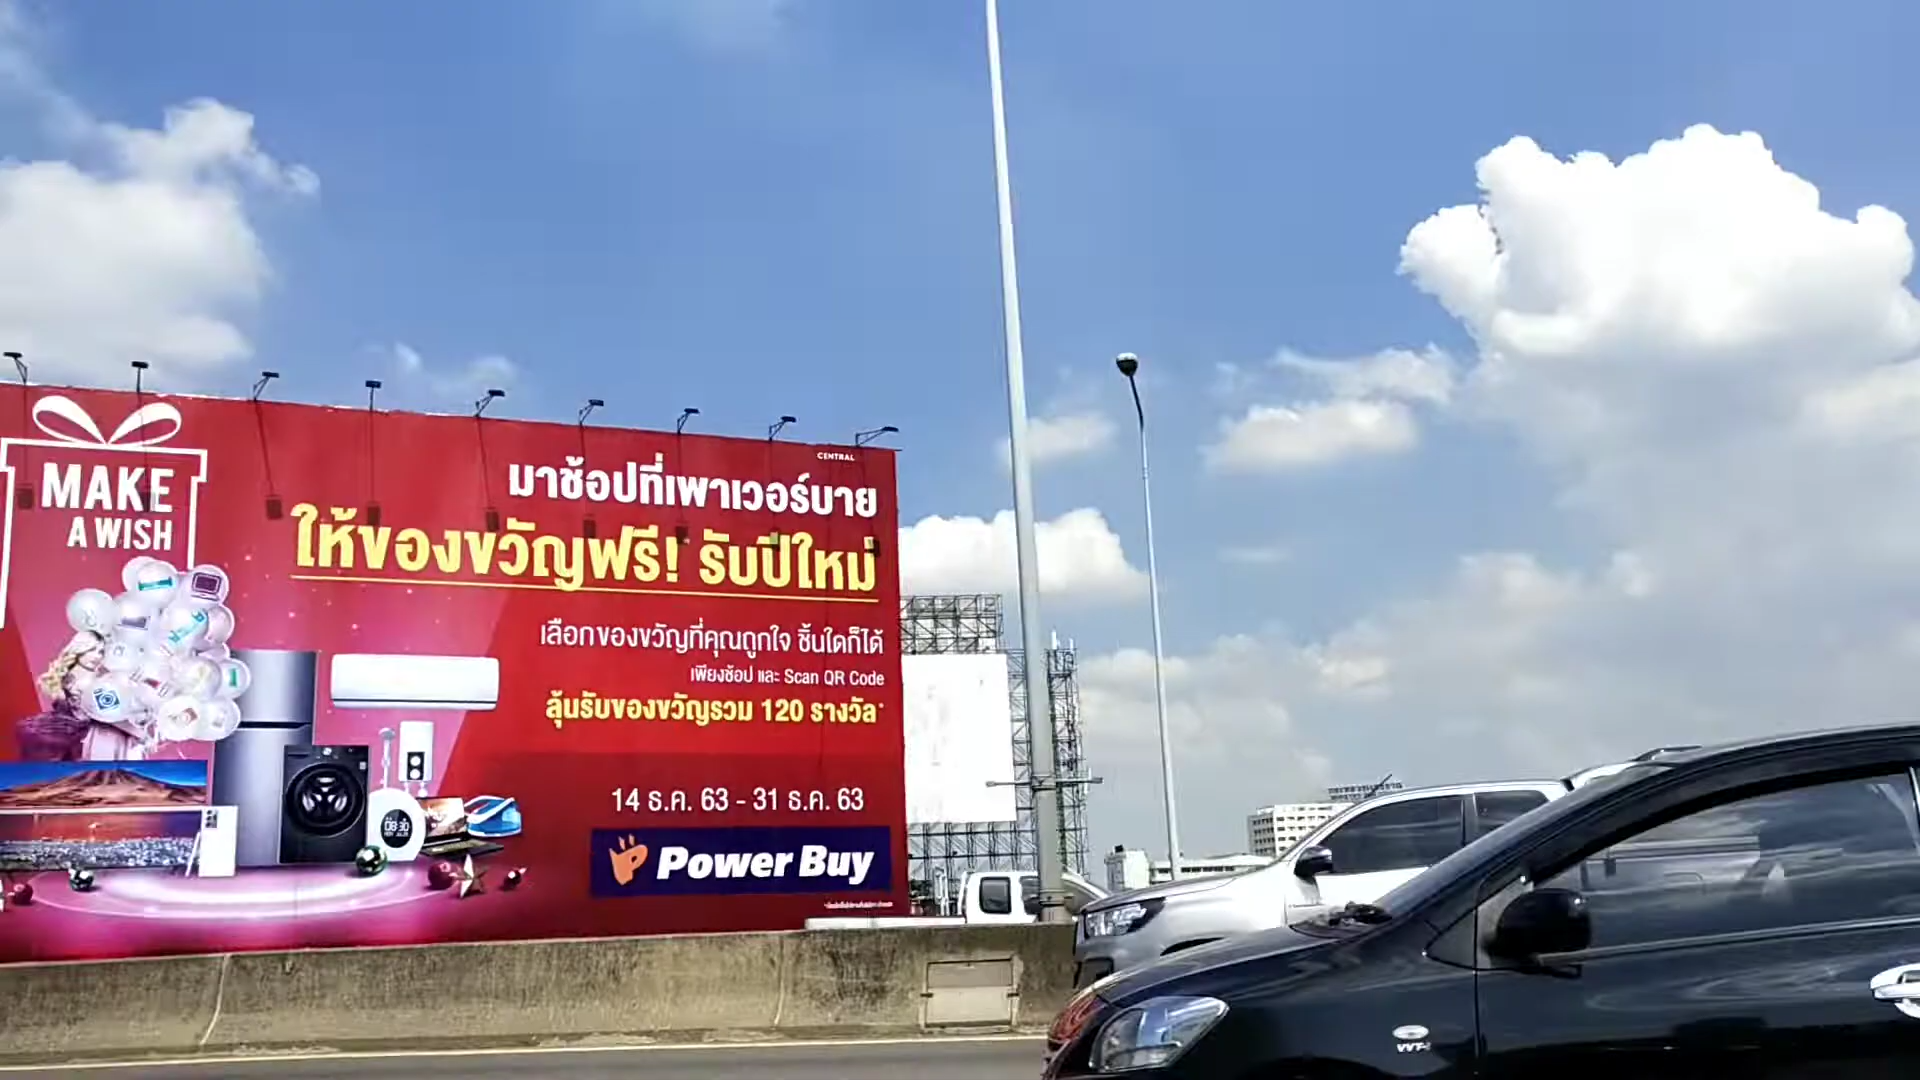 CENTRAL
MAKE
A WISH
มาช้อปที่เพาเวอร์บาย
ให้ของขวัญฟรี! รับปีใหม่
เลือกของขวัญที่คุณถูกใจ ชิ้นใดก็ได้
เพียงช้อป และ Scan QR Code
ลุ้นรับของขวัญรวม 120 รางวัล*
14 ธ.ค. 63 - 31 ธ.ค. 63
Power Buy
08:30
VVT-i